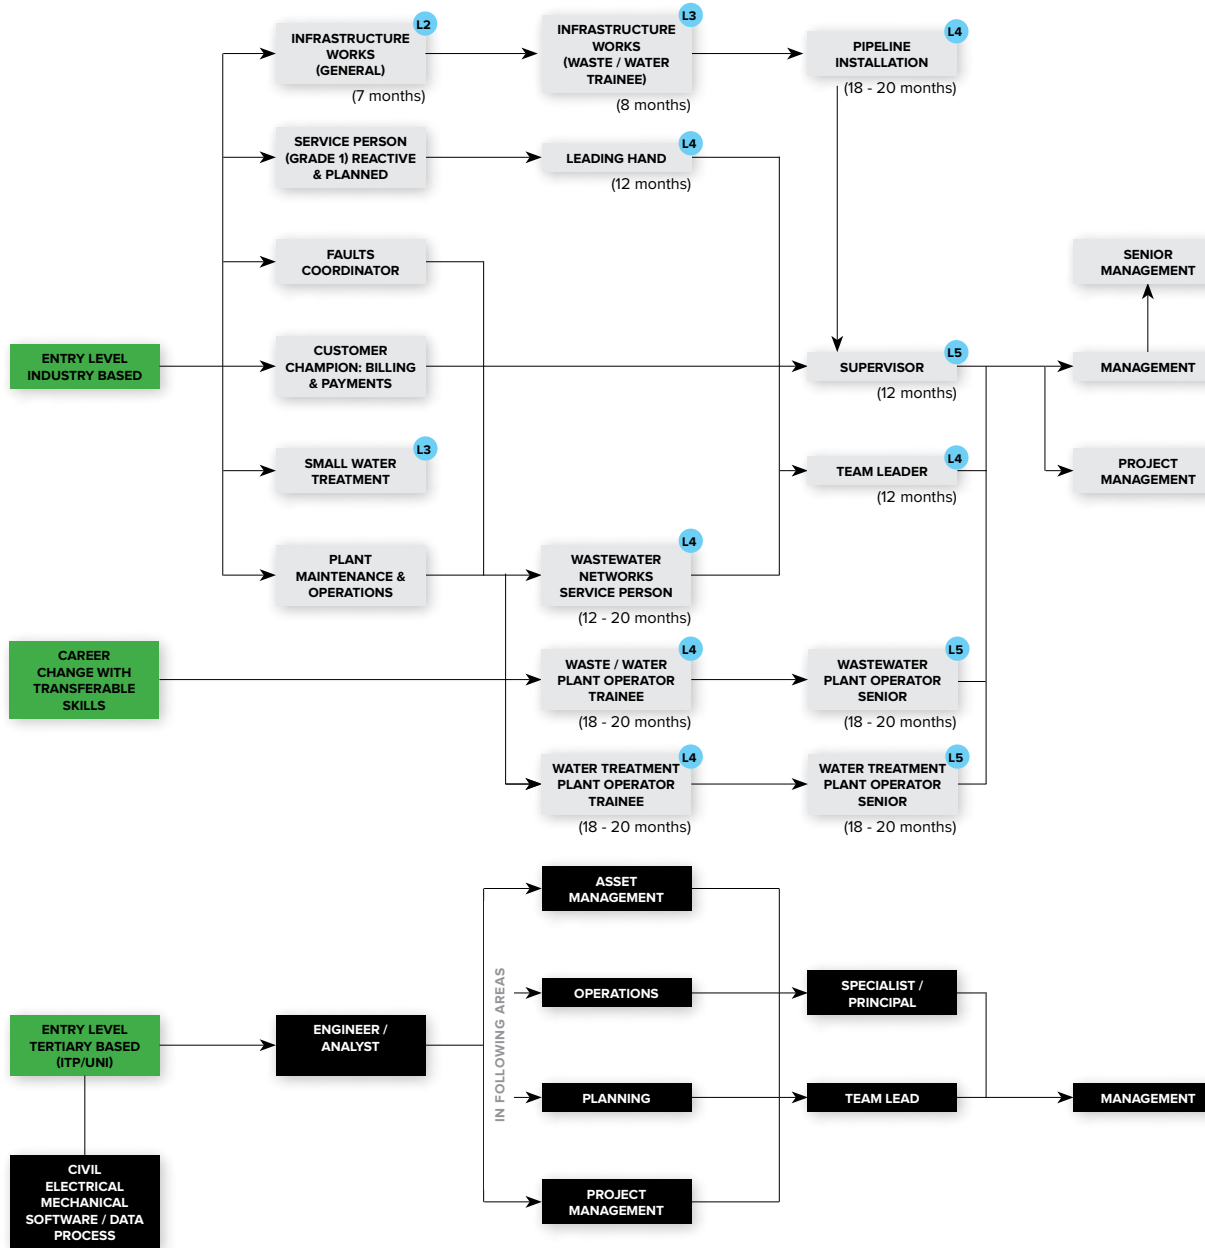 L2
INFRASTRUCTURE
WORKS
(GENERAL)
(7 months)
L3
INFRASTRUCTURE
WORKS
(WASTE / WATER
TRAINEE)
(8 months)
L4
PIPELINE
INSTALLATION
(18 - 20 months)
SERVICE PERSON
(GRADE 1) REACTIVE
& PLANNED
L4
LEADING HAND
(12 months)
FAULTS
COORDINATOR
SENIOR
MANAGEMENT
ENTRY LEVEL
INDUSTRY BASED
CUSTOMER
CHAMPION: BILLING
& PAYMENTS
L5
SUPERVISOR
(12 months)
MANAGEMENT
L3
SMALL WATER
TREATMENT
L4
TEAM LEADER
(12 months)
PROJECT
MANAGEMENT
PLANT
MAINTENANCE &
OPERATIONS
L4
WASTEWATER
NETWORKS
SERVICE PERSON
(12 - 20 months)
CAREER
CHANGE WITH
TRANSFERABLE
SKILLS
L4
WASTE / WATER
PLANT OPERATOR
TRAINEE
(18 - 20 months)
L5
WASTEWATER
PLANT OPERATOR
SENIOR
(18 - 20 months)
L4
WATER TREATMENT
PLANT OPERATOR
TRAINEE
(18 - 20 months)
L5
WATER TREATMENT
PLANT OPERATOR
SENIOR
(18 - 20 months)
ENTRY LEVEL
TERTIARY BASED
(ITP/UNI)
ENGINEER /
ANALYST
IN FOLLOWING AREAS
ASSET
MANAGEMENT
OPERATIONS
SPECIALIST /
PRINCIPAL
PLANNING
TEAM LEAD
MANAGEMENT
PROJECT
MANAGEMENT
CIVIL
ELECTRICAL
MECHANICAL
SOFTWARE / DATA
PROCESS